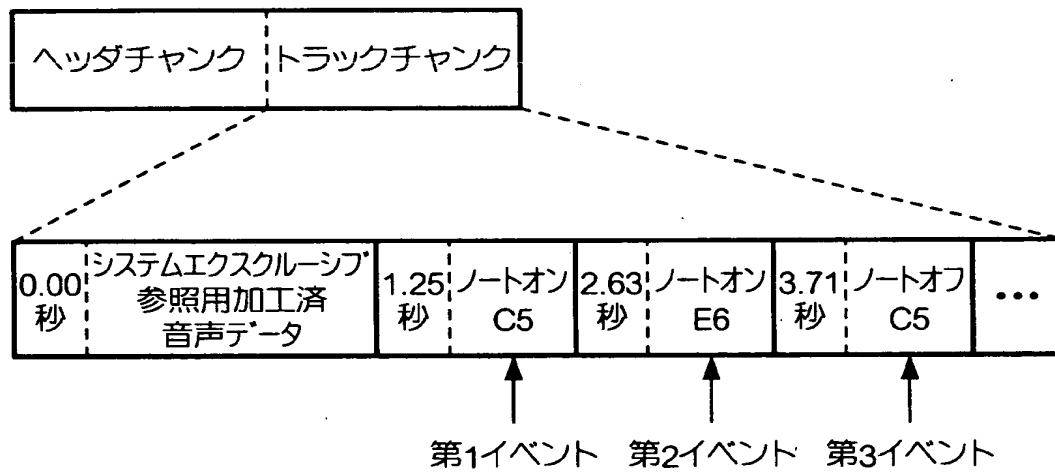 ヘッダチャンク
トラックチャンク
0.00
秒
システムエクスクルーシブ
参照用加工済
音声データ
1.25
秒
ノートオン
C5
2.63
秒
ノートオン
E6
3.71
秒
ノートオフ
C5
•••
第1イベント
第2イベント
第3イベント